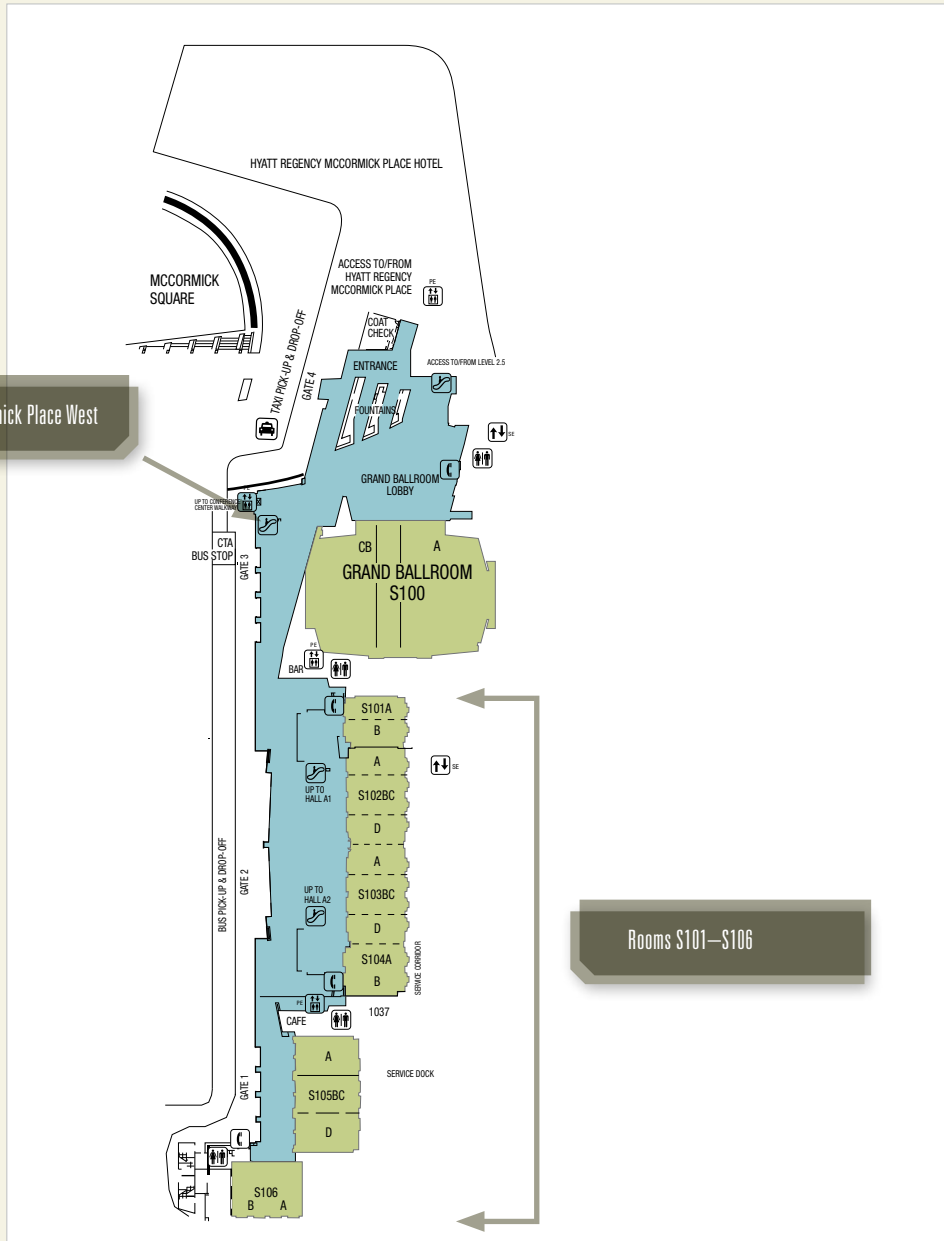 HYATT REGENCY MCCORMICK PLACE HOTEL
MCCORMICK
SQUARE
ACCESS TO/FROM
HYATT REGENCY
MCCORMICK PLACE
PE
COAT
CHECK
TAXI PICK-UP & DROP-OFF
GATE 4
ENTRANCE
ACCESS TO/FROM LEVEL 2.5
FOUNTAINS
Place West
SE
GRAND BALLROOM
LOBBY
UP TO CONFERENCE
CENTER WALKWAY
CTA
BUS STOP
GATE 3
CB
A
GRAND BALLROOM
S100
PE
BAR
S101A
B
A
SE
UP TO
HALL A1
S102BC
D
A
BUS PICK-UP & DROP-OFF
GATE 2
UP TO
HALL A2
S103BC
D
Rooms S101–S106
S104A
B
SERVICE CORRIDOR
PE
1037
CAFE
A
SERVICE DOCK
GATE 1
S105BC
D
S106
B
A